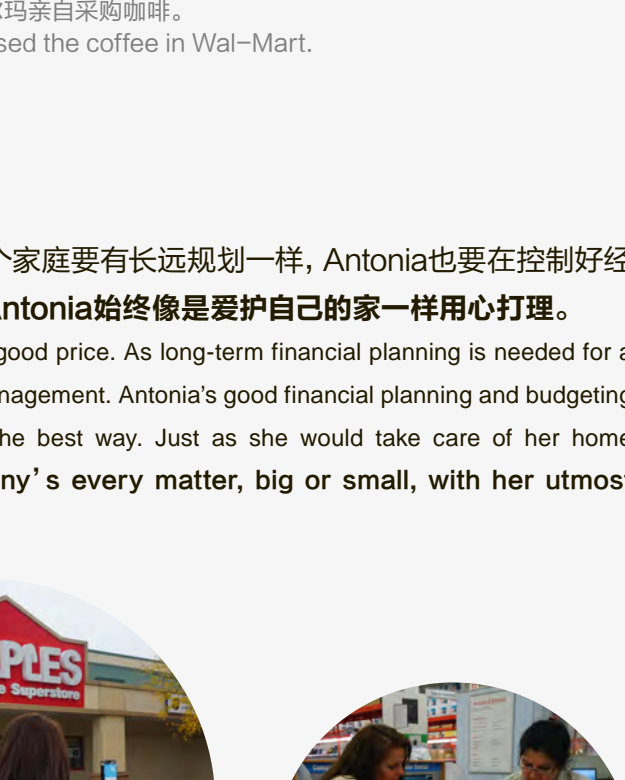 玛亲自采购咖啡。
sed the coffee in Wal-Mart.
个家庭要有长远规划一样, Antonia也要在控制好经
Antonia始终像是爱护自己的家一样用心打理。
good price. As long-term financial planning is needed for a
nagement. Antonia's good financial planning and budgeting
he best way. Just as she would take care of her home
ny's every matter, big or small, with her utmost
PLES
e Superstore